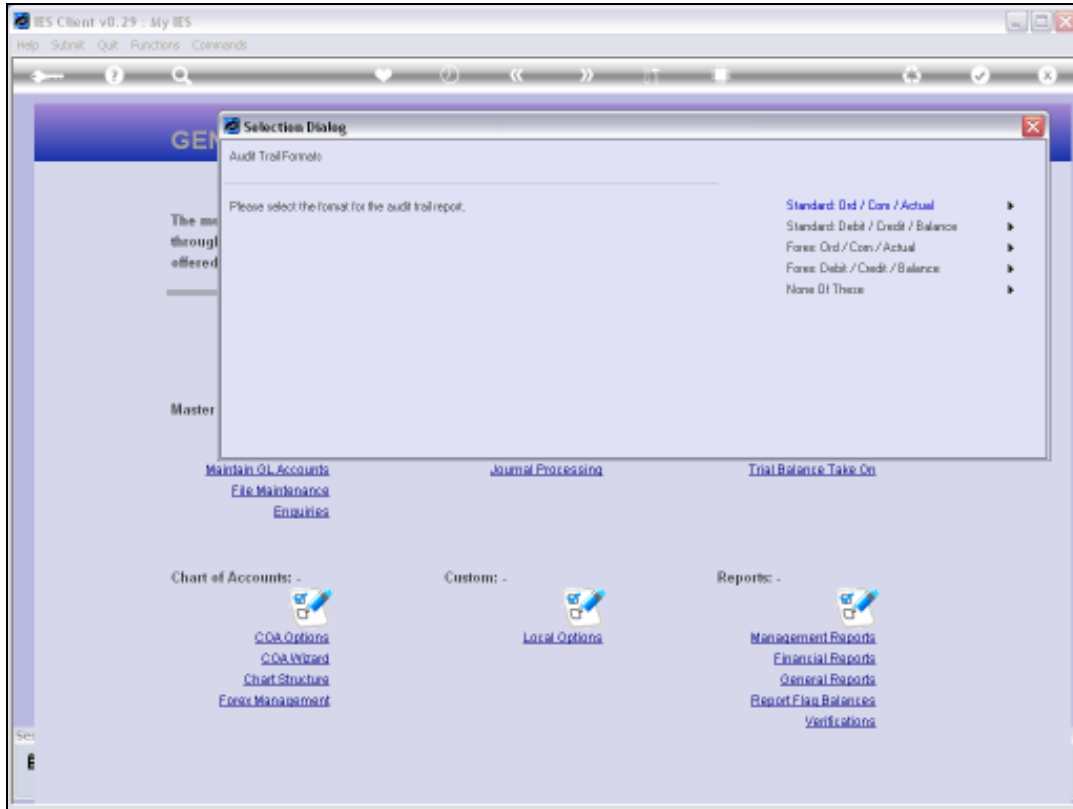 IES Client v8.29 : My IES
Help Submit Quit Functions Commands
GEN
Selection Dialog
Audit Trail Formats
Please select the format for the audit trail report.
Standard: Ord / Com / Actual
Standard: Debit / Credit / Balance
Forex: Ord / Com / Actual
Forex: Debit / Credit / Balance
None Of These
The
through
offered
Master
Maintain GL Accounts Journal Processing Trial Balance Take On
File Maintenance
Enquiries
Chart of Accounts: - Custom: - Reports: -
COA Options Local Options Management Reports
COA Wizard Financial Reports
Chart Structure General Reports
Forex Management Report Flag Balances
Verifications